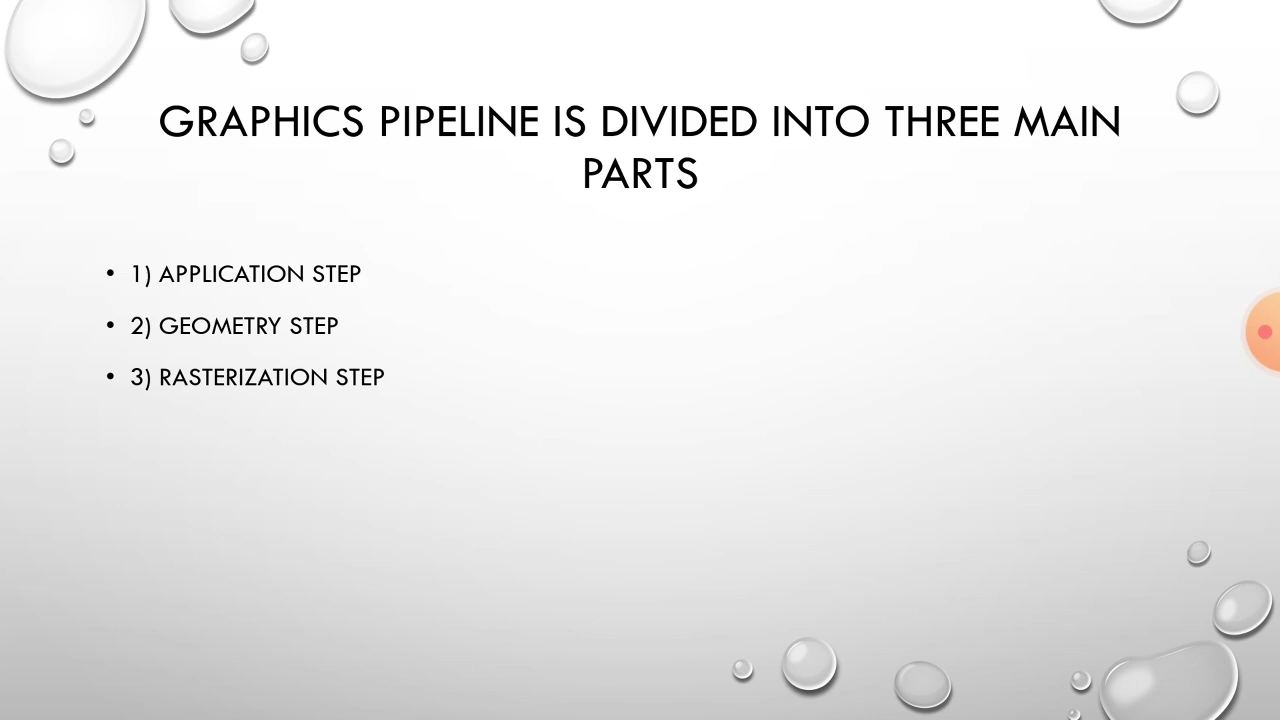 GRAPHICS PIPELINE IS DIVIDED INTO THREE MAIN
PARTS
• 1) APPLICATION STEP
• 2) GEOMETRY STEP
• 3) RASTERIZATION STEP